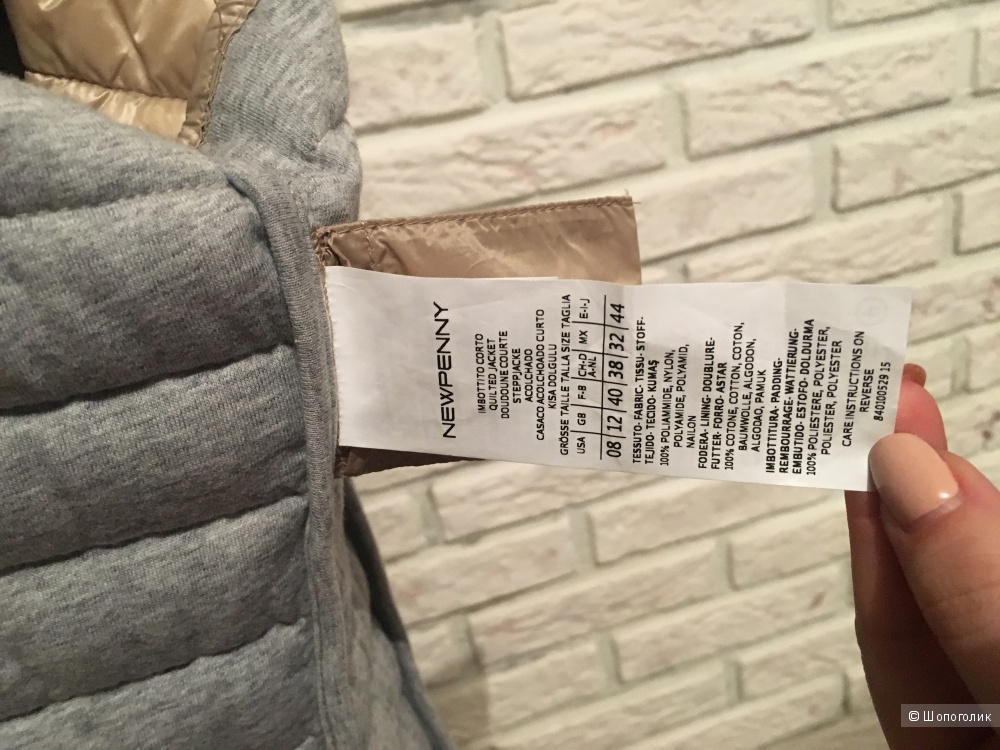 NEWPENNY
IMBOTTITO CORTO
QUILTED JACKET
DOUDOUNE COURTE
STEPPJACKE
ACOLCHADO
CASACO ACOLCHOADO CURTO
KISA DOLGULU
GRÖSSE TAILLE TALLA SIZE TAGLIA
USA | GB | F-B | CH-D A-NL | MX | E-I-J
08 | 12 | 40 | 38 | 32 | 44
TESSUTO- FABRIC- TISSU- STOFF-
TEJIDO- TECIDO- KUMAŞ
100% POLIAMMIDE, NYLON,
POLYAMIDE, POLYAMID,
NAILON
FODERA- LINING- DOUBLURE-
FUTTER- FORRO- ASTAR
100% COTONE, COTTON, COTON,
BAUMWOLLE, ALGODON,
ALGODAO, PAMUK
IMBOTTITURA- PADDING-
REMBOURRAGE- WATTIERUNG-
EMBUTIDO- ESTOFO- DOLDURMA
100% POLIESTERE, POLYESTER,
POLIESTER, POLYESTER
CARE INSTRUCTIONS ON
REVERSE
840100529 15
© Шопоголик